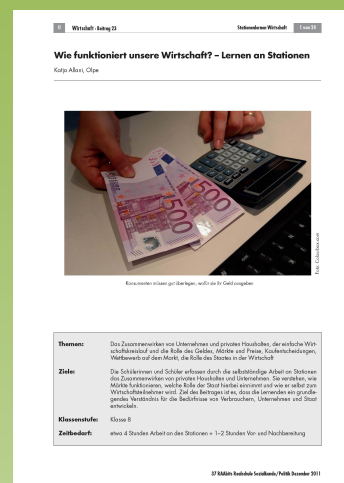 II
Wirtschaft • Beitrag 23
Stationenlernen Wirtschaft
1 von 34
Wie funktioniert unsere Wirtschaft? – Lernen an Stationen
Katja Allani, Olpe
500
500
Foto: Colourbox.com
Konsumenten müssen gut überlegen, wofür sie ihr Geld ausgeben
Themen: Das Zusammenwirken von Unternehmen und privaten Haushalten, der einfache Wirt-
schaftskreislauf und die Rolle des Geldes, Märkte und Preise, Kaufentscheidungen,
Wettbewerb auf dem Markt, die Rolle des Staates in der Wirtschaft
Ziele: Die Schülerinnen und Schüler erfassen durch die selbstständige Arbeit an Stationen
das Zusammenwirken von privaten Haushalten und Unternehmen. Sie verstehen, wie
Märkte funktionieren, welche Rolle der Staat hierbei einnimmt und wie er selbst zum
Wirtschaftsteilnehmer wird. Ziel des Beitrages ist es, dass die Lernenden ein grundle-
gendes Verständnis für die Bedürfnisse von Verbrauchern, Unternehmen und Staat
entwickeln.
Klassenstufe: Klasse 8
Zeitbedarf: etwa 4 Stunden Arbeit an den Stationen + 1–2 Stunden Vor- und Nachbereitung
37 RAAbits Realschule Sozialkunde/Politik Dezember 2011